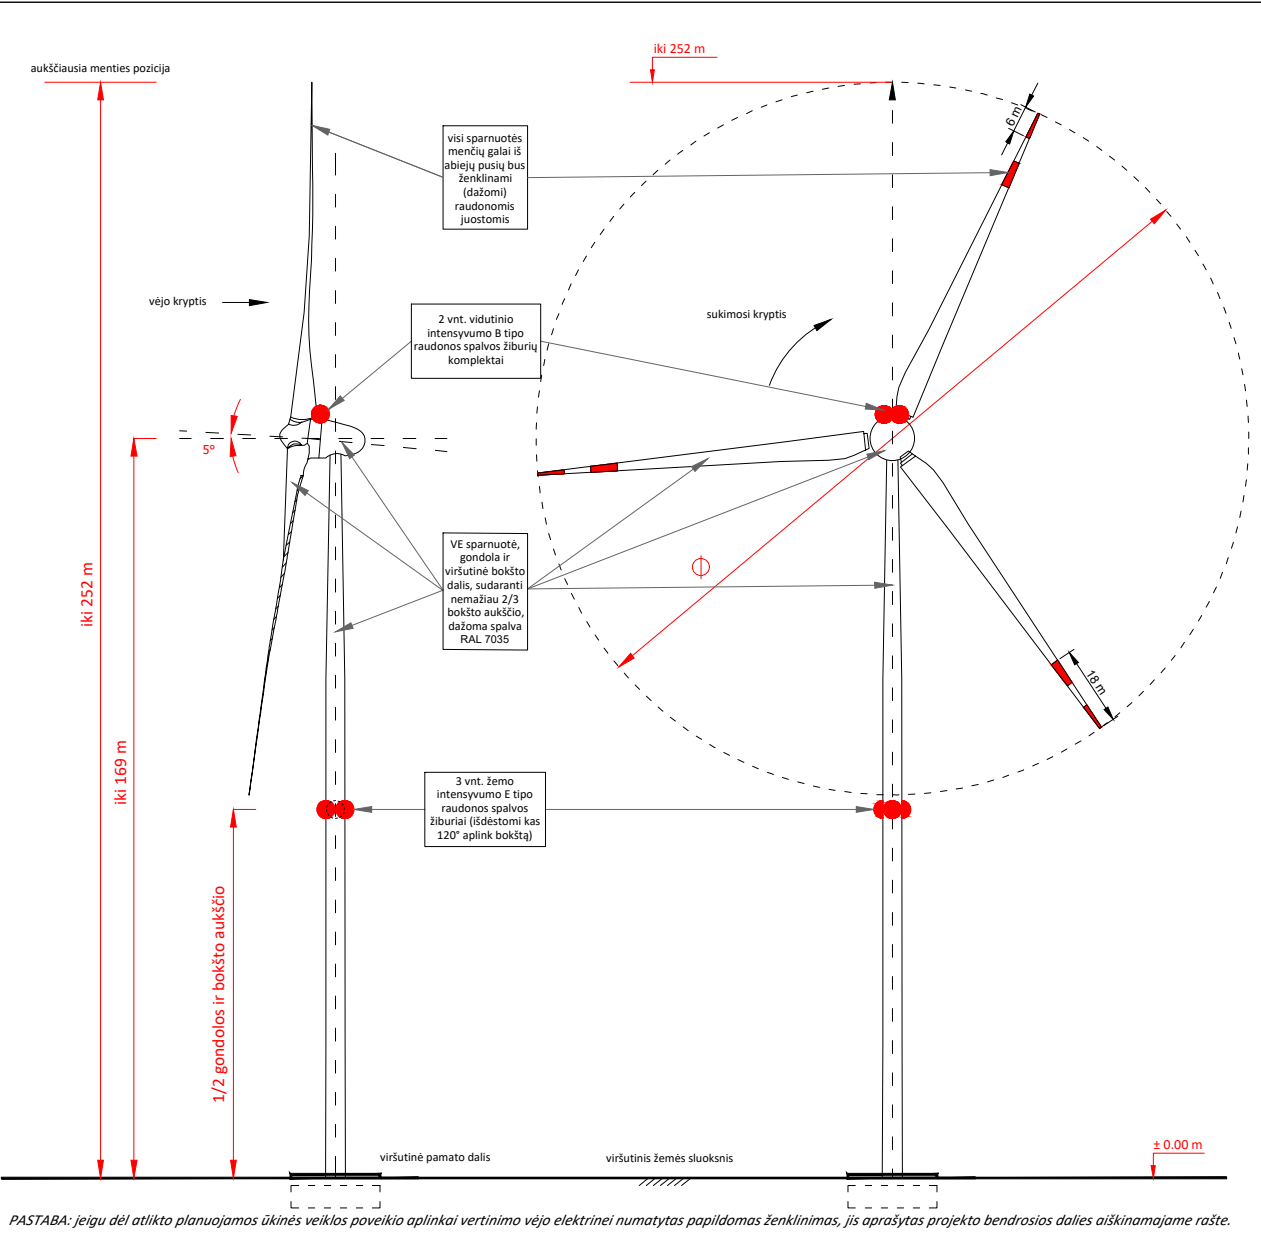 iki 252 m
aukščiausia menties pozicija
6 m
visi sparnuotės
menčių galai iš
abiejų pusių bus
ženklinami
(dažomi)
raudonomis
juostomis
vėjo kryptis
2 vnt. vidutinio
intensyvumo B tipo
raudonos spalvos žiburių
komplektai
sukimosi kryptis
5°
VE sparnuotė,
gondola ir
viršutinė bokšto
dalis, sudaranti
nemažiau 2/3
bokšto aukščio,
dažoma spalva
RAL 7035
Φ
iki 252 m
18 m
iki 169 m
3 vnt. žemo
intensyvumo E tipo
raudonos spalvos
žiburiai (išdėstomi kas
120° aplink bokštą)
1/2 gondolos ir bokšto aukščio
± 0.00 m
viršutinė pamato dalis
viršutinis žemės sluoksnis
PASTABA: jeigu dėl atlikto planuojamos ūkinės veiklos poveikio aplinkai vertinimo vėjo elektrinei numatytas papildomas ženklinimas, jis aprašytas projekto bendrosios dalies aiškinamajame rašte.